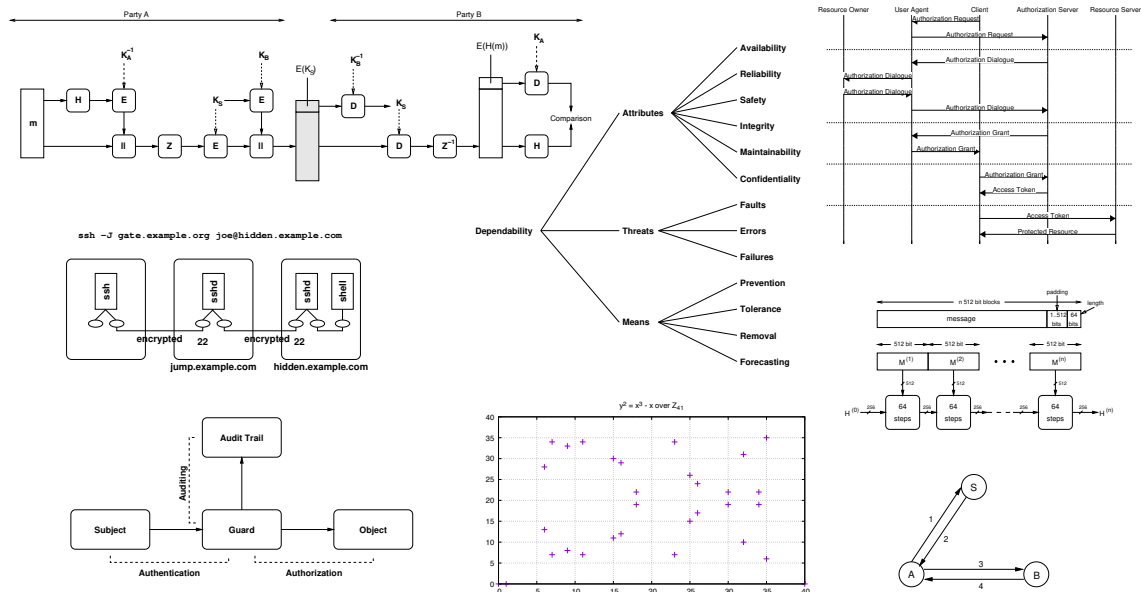 Party A
Party B
K_A^{-1}
K_B
E(K_S)
K_B^{-1}
E(H(m))
K_A
H
E
K_S
E
D
K_S
D
Comparison
m
||
Z
E
||
D
Z^{-1}
H
ssh -J gate.example.org joe@hidden.example.com
ssh
sshd
sshd
shell
encrypted
22
encrypted
22
jump.example.com
hidden.example.com
Audit Trail
Auditing
Subject
Guard
Object
Authentication
Authorization
Dependability
Attributes
Availability
Reliability
Safety
Integrity
Maintainability
Confidentiality
Threats
Faults
Errors
Failures
Means
Prevention
Tolerance
Removal
Forecasting
y² = x³ - x over Z₄₁
40
35
30
25
20
15
10
5
0
0
5
10
15
20
25
30
35
40
Resource Owner
User Agent
Client
Authorization Server
Resource Server
Authorization Request
Authorization Request
Authorization Dialogue
Authorization Dialogue
Authorization Dialogue
Authorization Dialogue
Authorization Grant
Authorization Grant
Authorization Grant
Access Token
Access Token
Protected Resource
padding
n 512 bit blocks
length
message
1..512 bits
64 bits
512 bit
512 bit
512 bit
M^{(1)}
M^{(2)}
M^{(n)}
512
512
512
H^{(0)}
256
64 steps
256
64 steps
256
256
64 steps
256
H^{(n)}
S
1
2
A
3
4
B